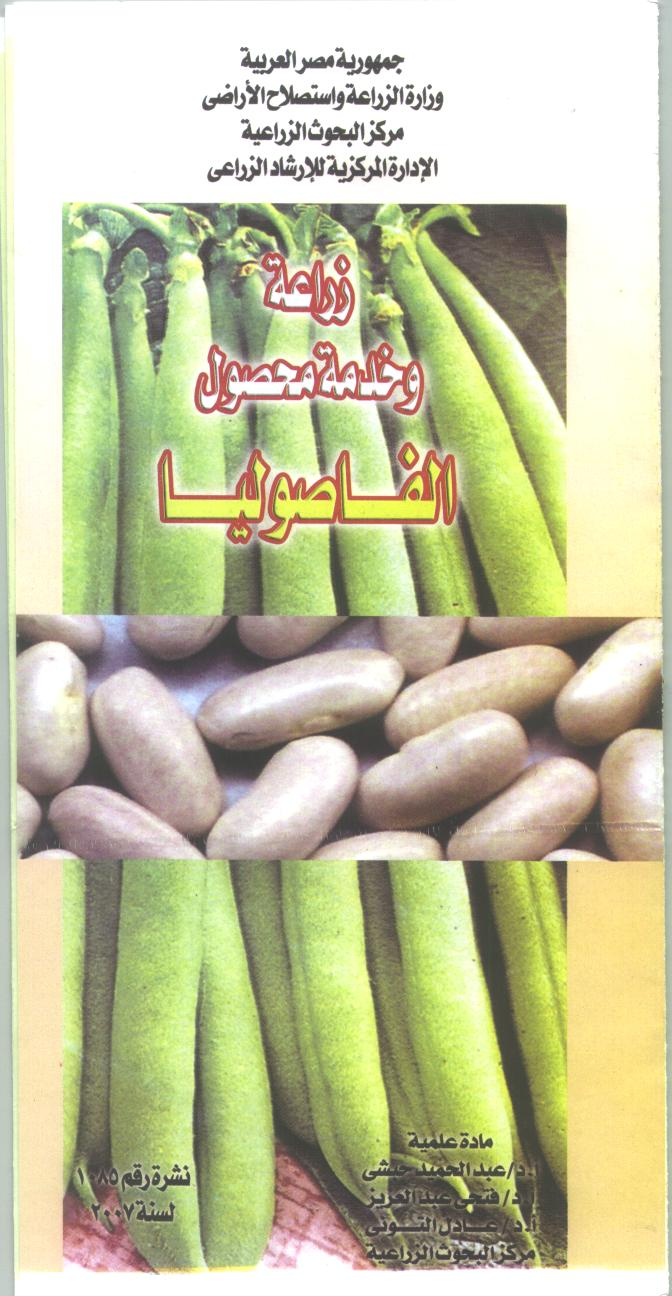 جمهورية مصر العربية
وزارة الزراعة واستصلاح الأراضى
مركز البحوث الزراعية
الإدارة المركزية للإرشاد الزراعى
زراعة
وخدمة محصول
الفاصوليا
مادة علمية
أ.د/ عبد الحميد حبشى
أ.د/ فتحى عبد العزيز
أ.د/ عادل التونى
مركز البحوث الزراعية
نشرة رقم ١٠٨٥
لسنة ٢٠٠٧